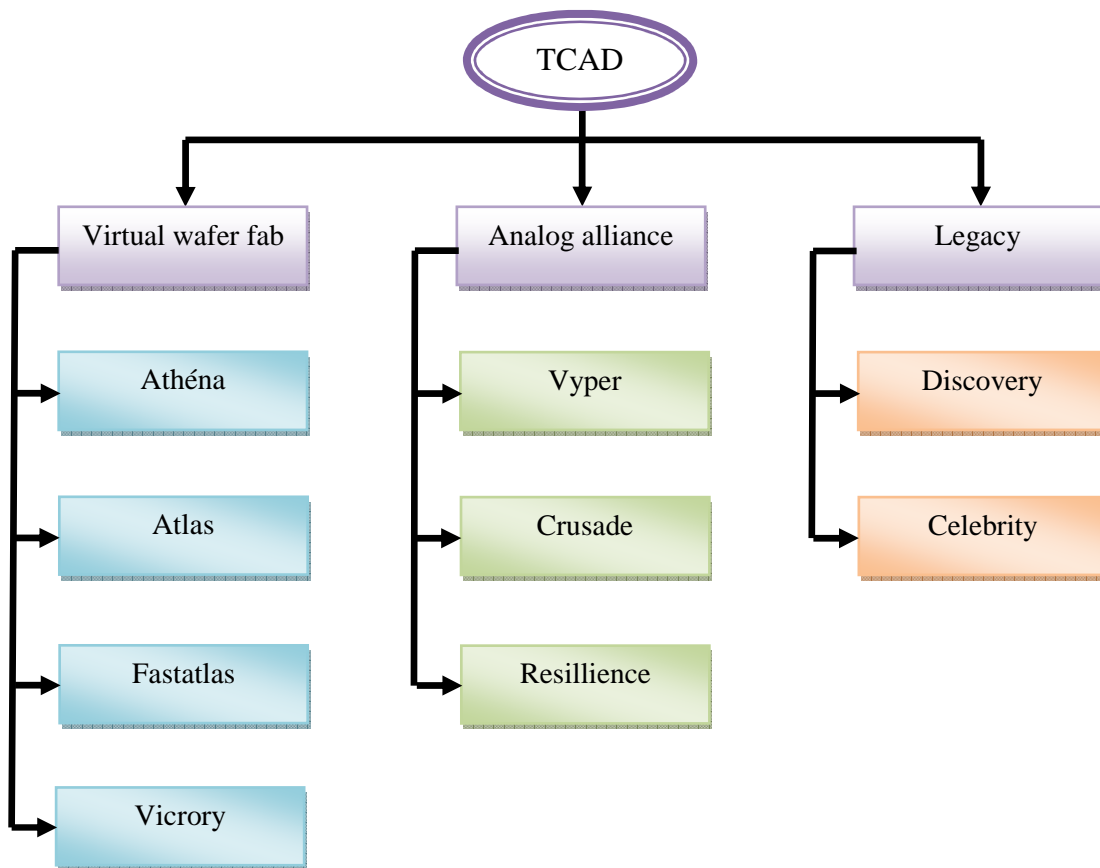 TCAD
Virtual wafer fab
Analog alliance
Legacy
Athéna
Vyper
Discovery
Atlas
Crusade
Celebrity
Fastatlas
Resillience
Vicrory